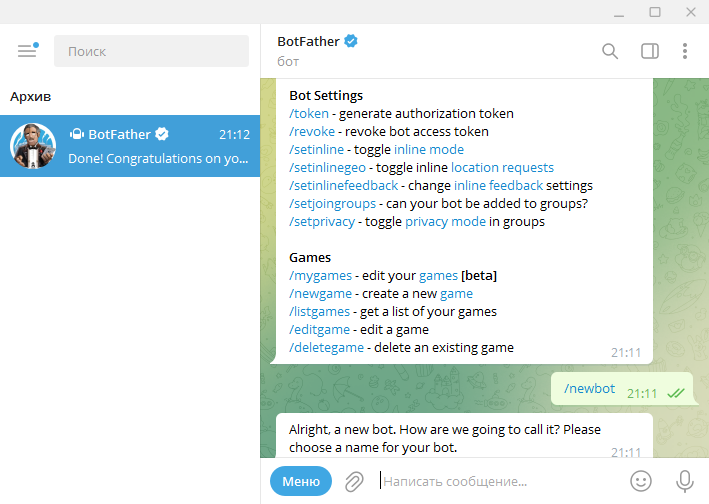 Поиск
Архив
BotFather 21:12
Done! Congratulations on yo...
BotFather
бот
Bot Settings
/token - generate authorization token
/revoke - revoke bot access token
/setinline - toggle inline mode
/setinlinegeo - toggle inline location requests
/setinlinefeedback - change inline feedback settings
/setjoingroups - can your bot be added to groups?
/setprivacy - toggle privacy mode in groups
Games
/mygames - edit your games [beta]
/newgame - create a new game
/listgames - get a list of your games
/editgame - edit a game
/deletegame - delete an existing game
21:11
/newbot 21:11
Alright, a new bot. How are we going to call it? Please
choose a name for your bot.
21:11
Меню Написать сообщение...